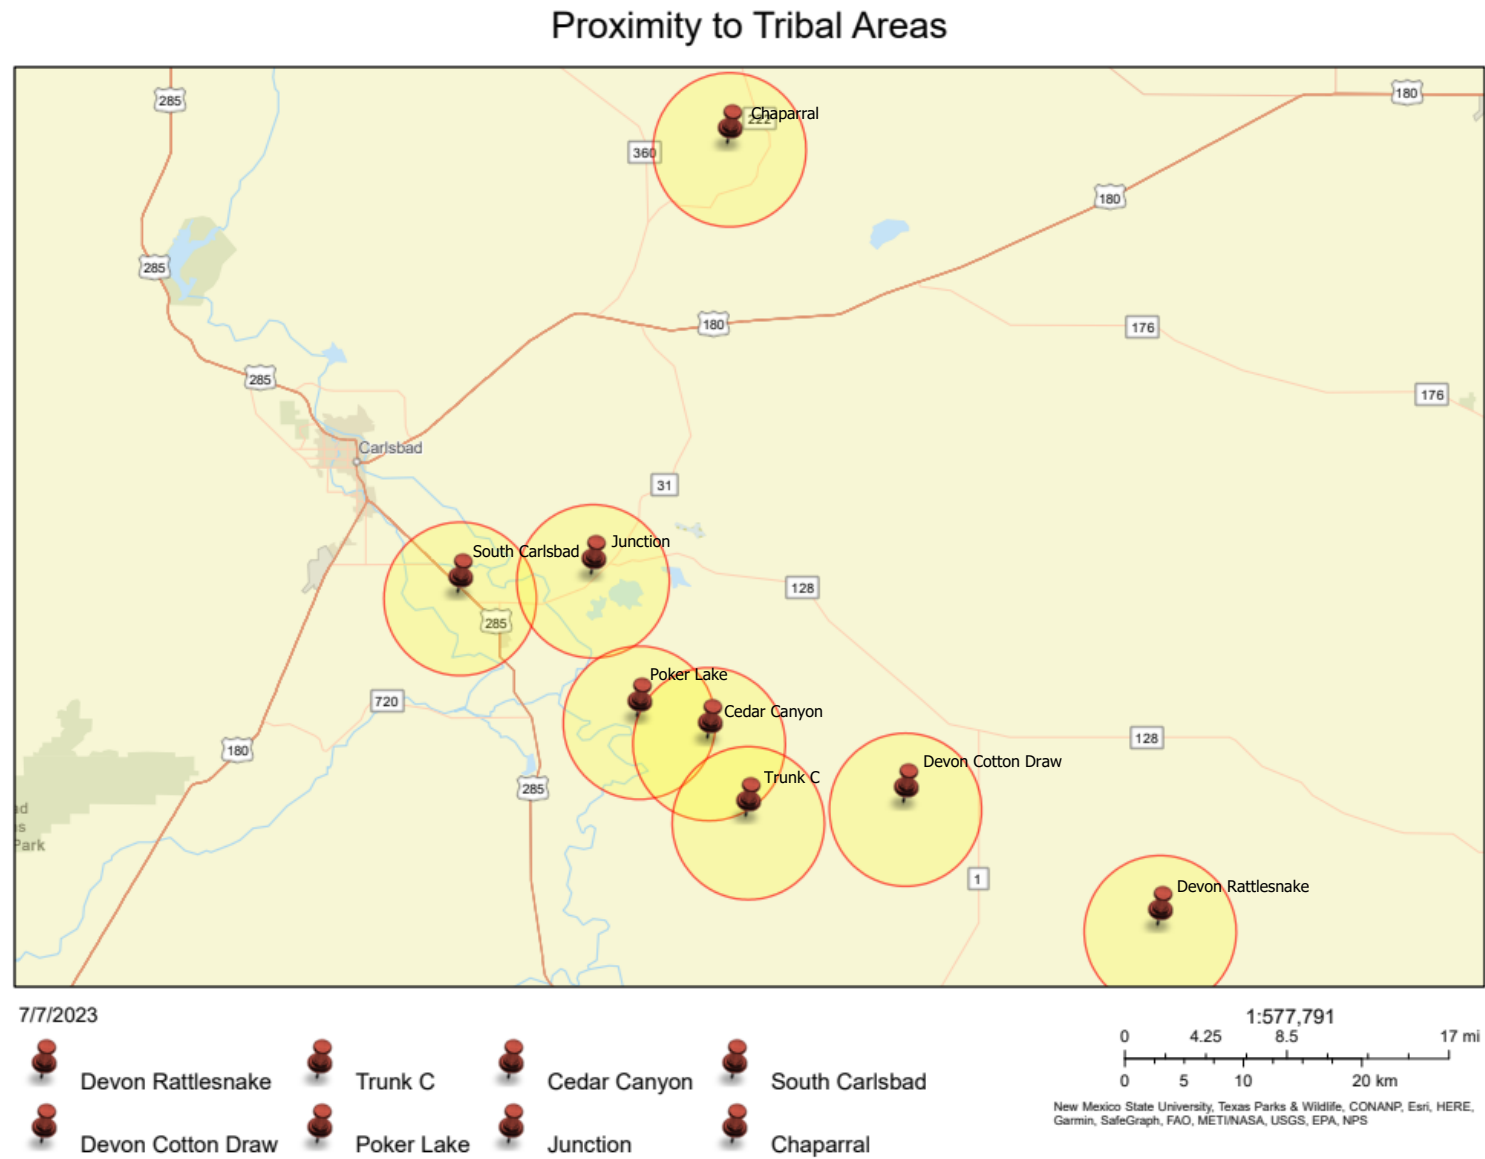 Proximity to Tribal Areas
285
Chaparral
222
180
360
180
285
180
176
285
176
Carlsbad
31
South Carlsbad
Junction
128
285
Poker Lake
720
Cedar Canyon
180
128
Devon Cotton Draw
Trunk C
285
Park
1
Devon Rattlesnake
7/7/2023
1:577,791
0 4.25 8.5 17 mi
0 5 10 20 km
Devon Rattlesnake Trunk C Cedar Canyon South Carlsbad
Devon Cotton Draw Poker Lake Junction Chaparral
New Mexico State University, Texas Parks & Wildlife, CONANP, Esri, HERE,
Garmin, SafeGraph, FAO, METI/NASA, USGS, EPA, NPS